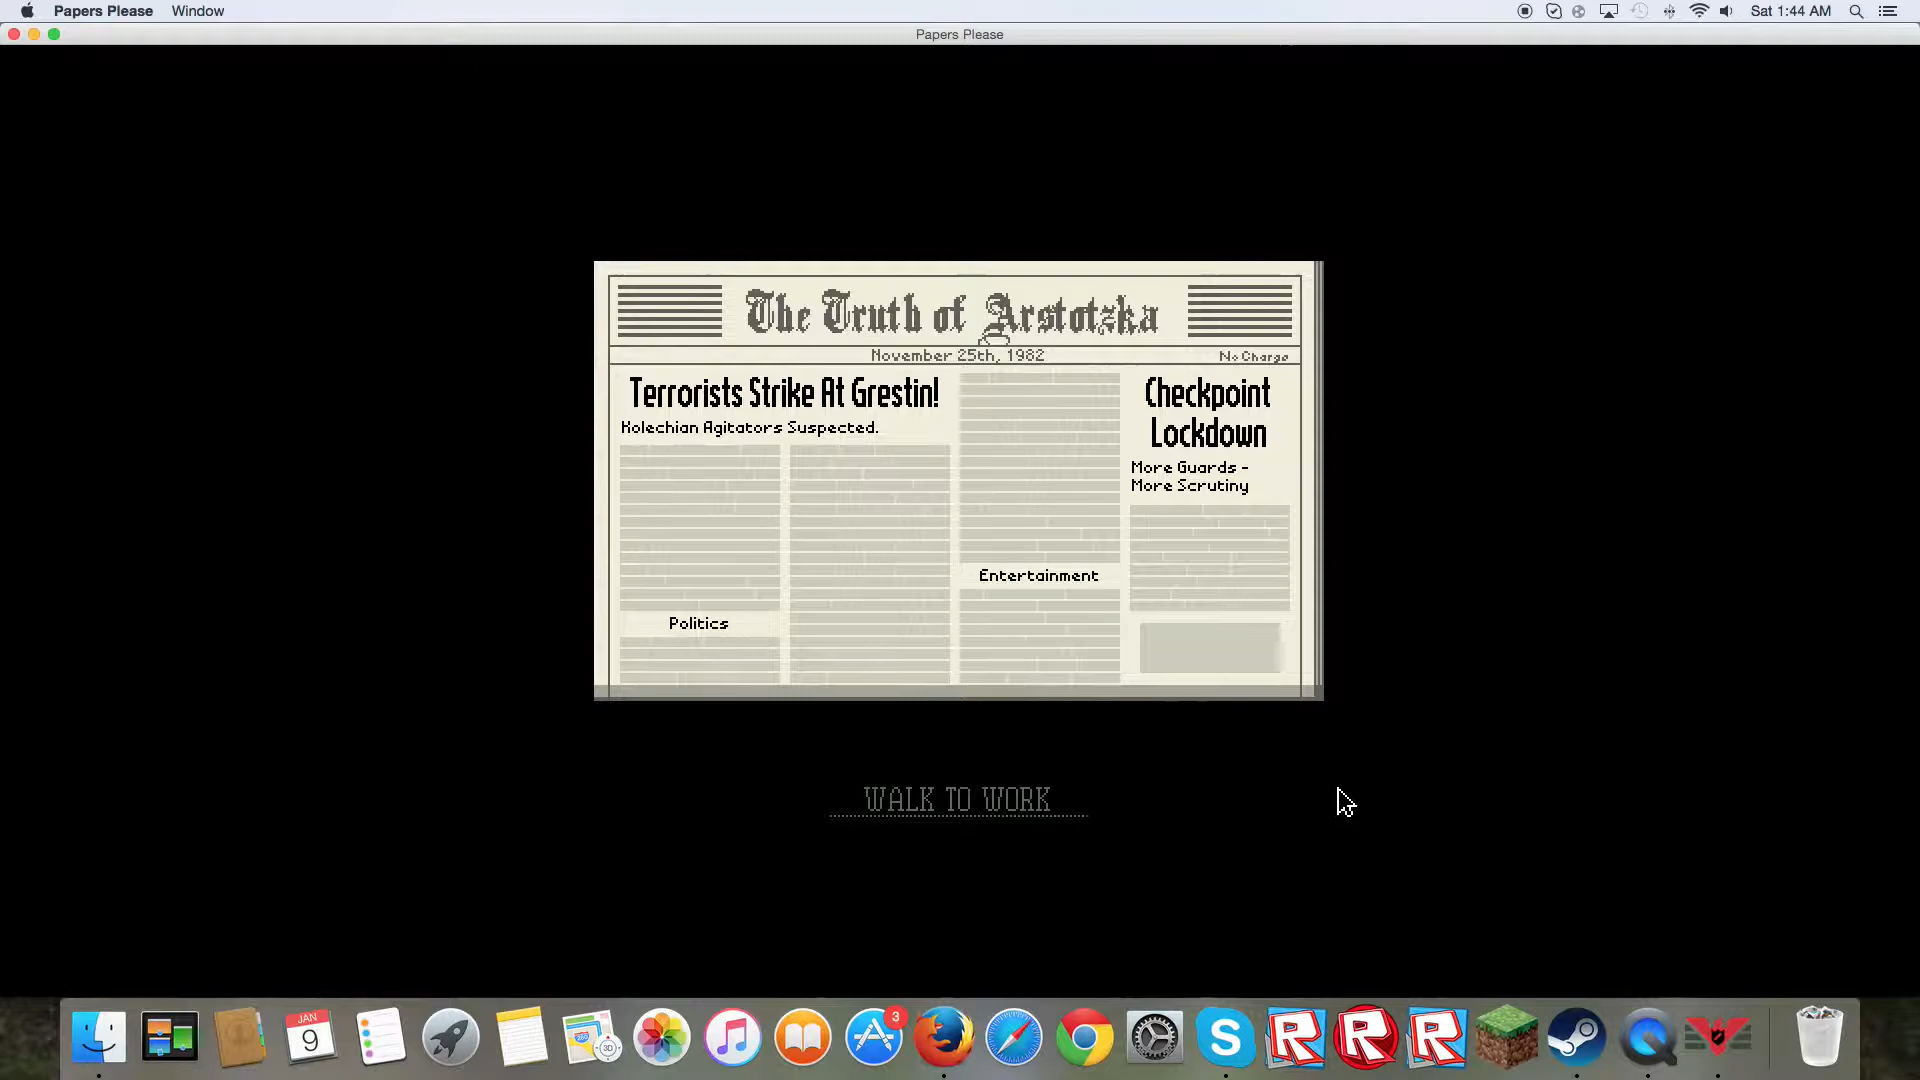 Papers Please Window
Sat 1:44 AM
Papers Please
The Truth of Arstotzka
November 25th, 1982
No Charge
Terrorists Strike At Grestin!
Kolechian Agitators Suspected.
Politics
Entertainment
Checkpoint
Lockdown
More Guards -
More Scrutiny
WALK TO WORK
JAN
9
3D
3